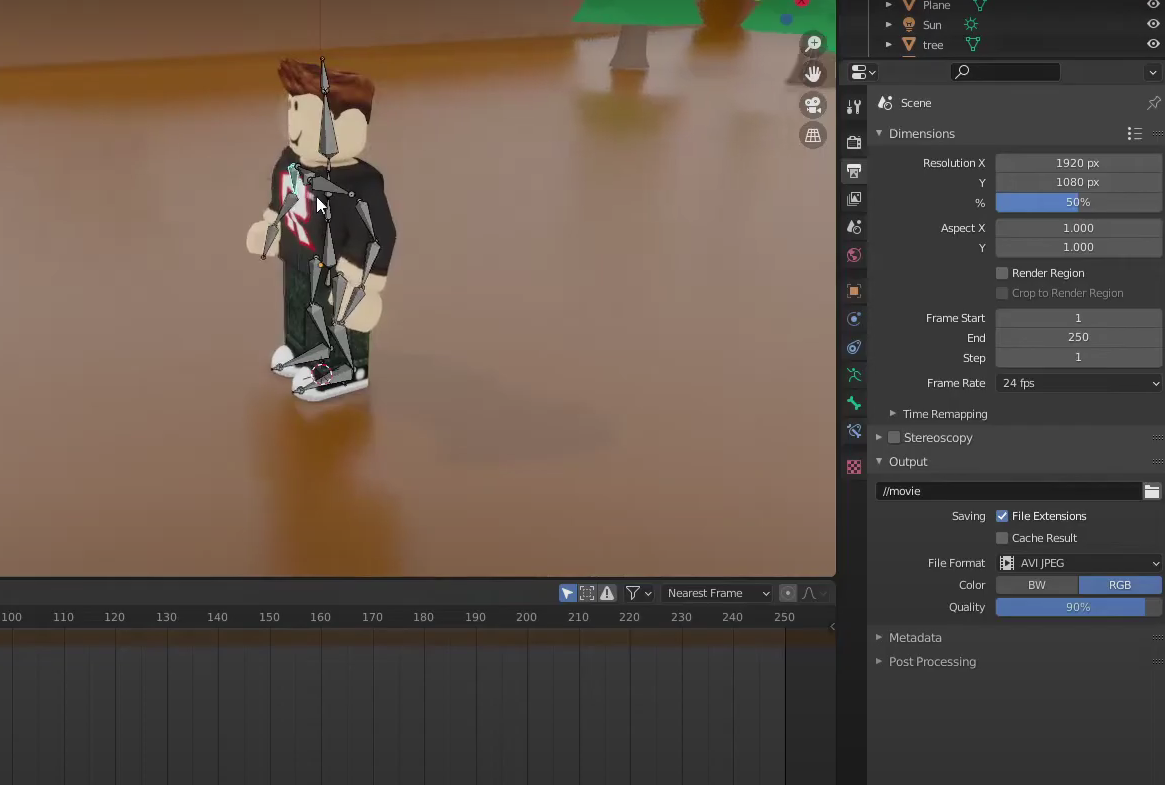 Plane
Sun
tree
Scene
Dimensions
Resolution X 1920 px
Y 1080 px
% 50%
Aspect X 1.000
Y 1.000
Render Region
Crop to Render Region
Frame Start 1
End 250
Step 1
Frame Rate 24 fps
Time Remapping
Stereoscopy
Output
//movie
Saving File Extensions
Cache Result
File Format AVI JPEG
Color BW RGB
Quality 90%
Metadata
Post Processing
Nearest Frame
100 110 120 130 140 150 160 170 180 190 200 210 220 230 240 250